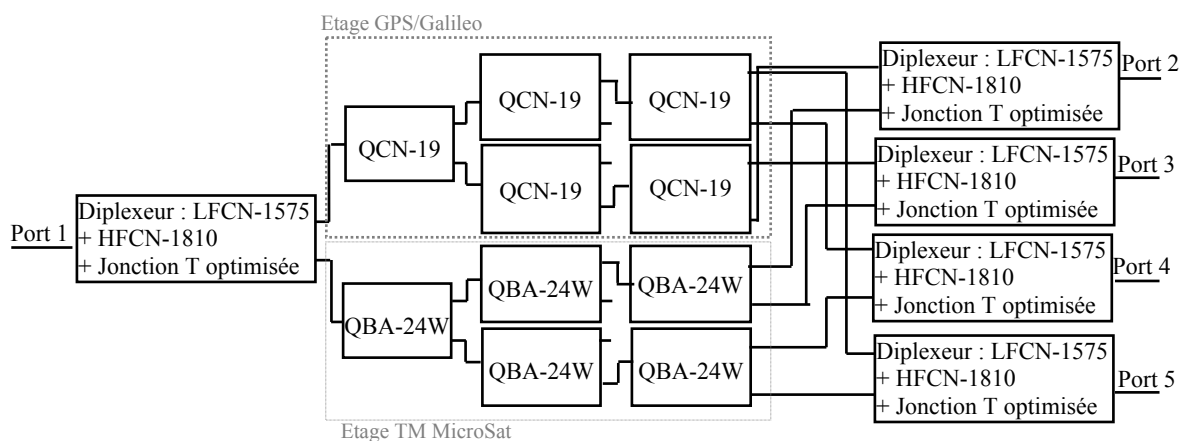 Etage GPS/Galileo
Port 1
Diplexeur : LFCN-1575
+ HFCN-1810
+ Jonction T optimisée
QCN-19
QCN-19
QCN-19
QCN-19
QCN-19
QBA-24W
QBA-24W
QBA-24W
QBA-24W
QBA-24W
Diplexeur : LFCN-1575
+ HFCN-1810
+ Jonction T optimisée
Port 2
Diplexeur : LFCN-1575
+ HFCN-1810
+ Jonction T optimisée
Port 3
Diplexeur : LFCN-1575
+ HFCN-1810
+ Jonction T optimisée
Port 4
Diplexeur : LFCN-1575
+ HFCN-1810
+ Jonction T optimisée
Port 5
Etage TM MicroSat